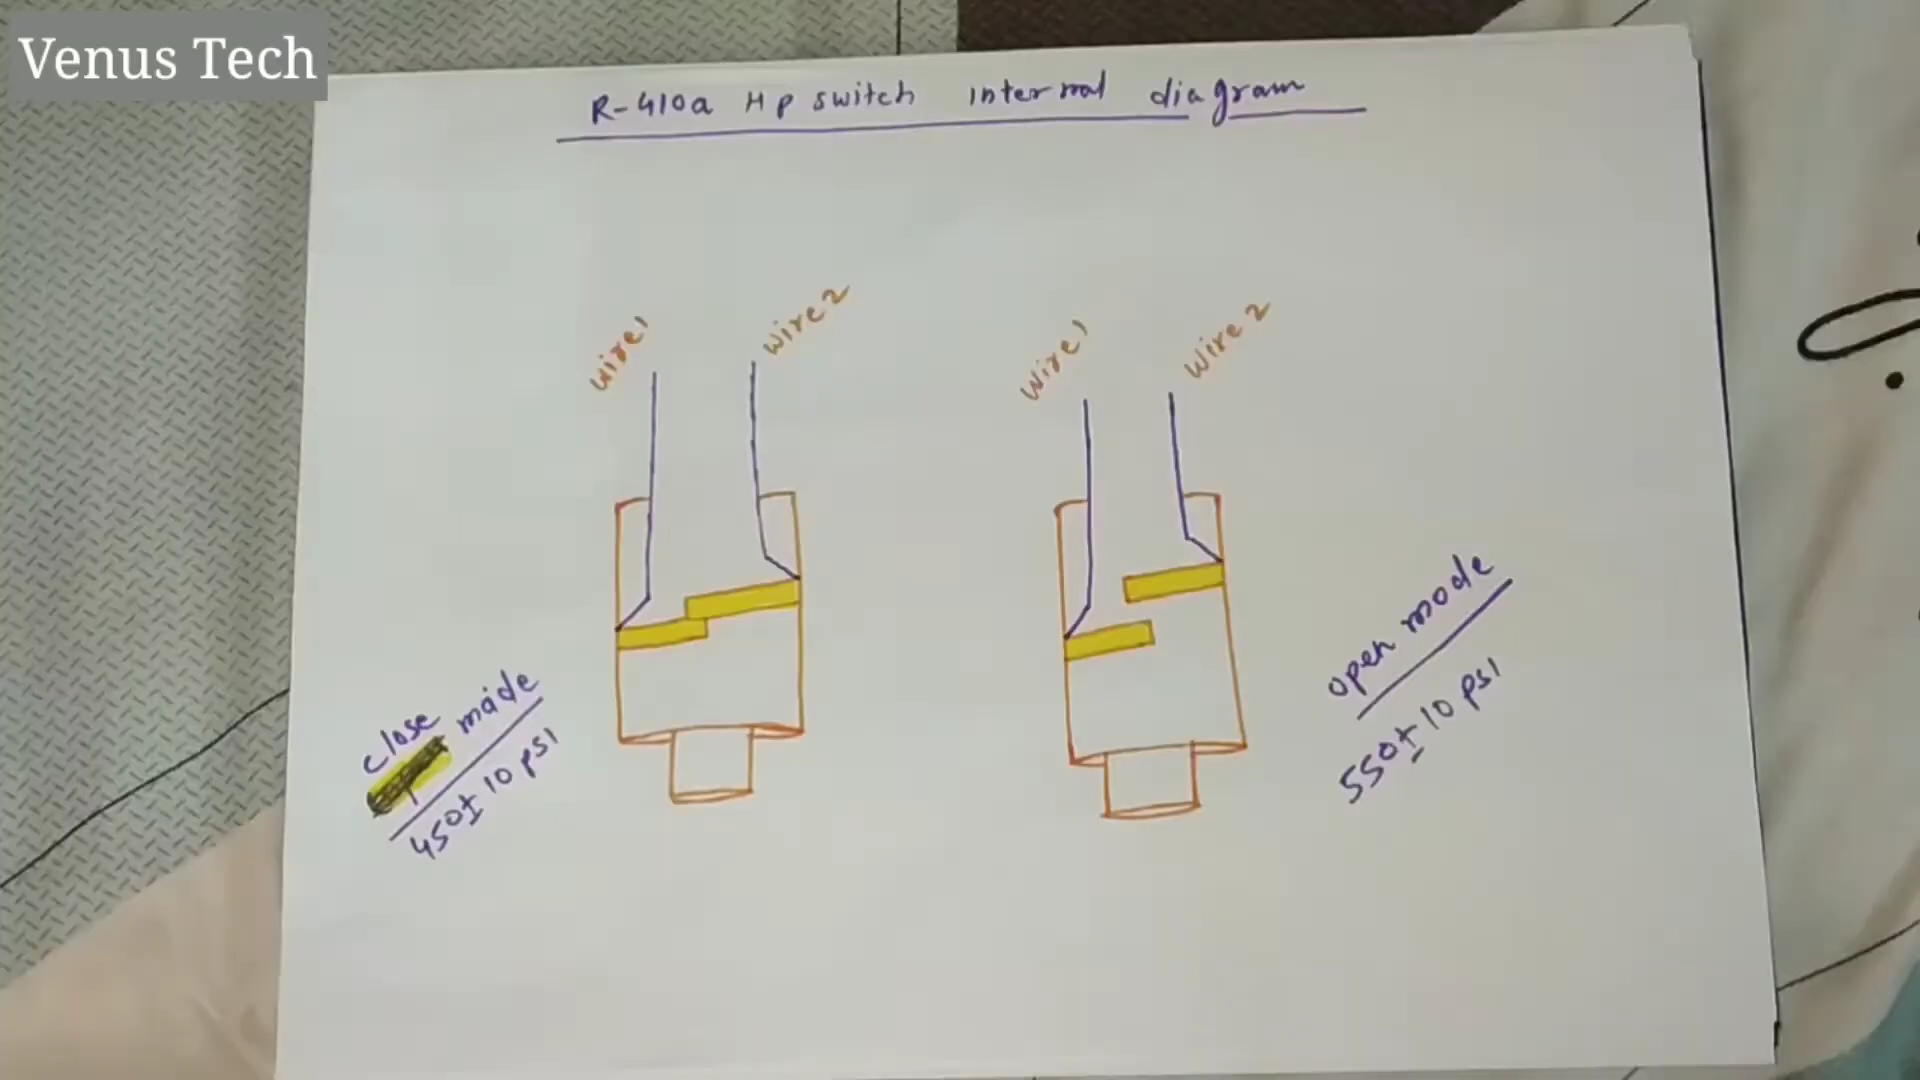 Venus Tech
R-410a Hp switch internal diagram
wire1
wire2
wire1
wire2
close mode
450± 10 psi
open mode
550± 10 psi